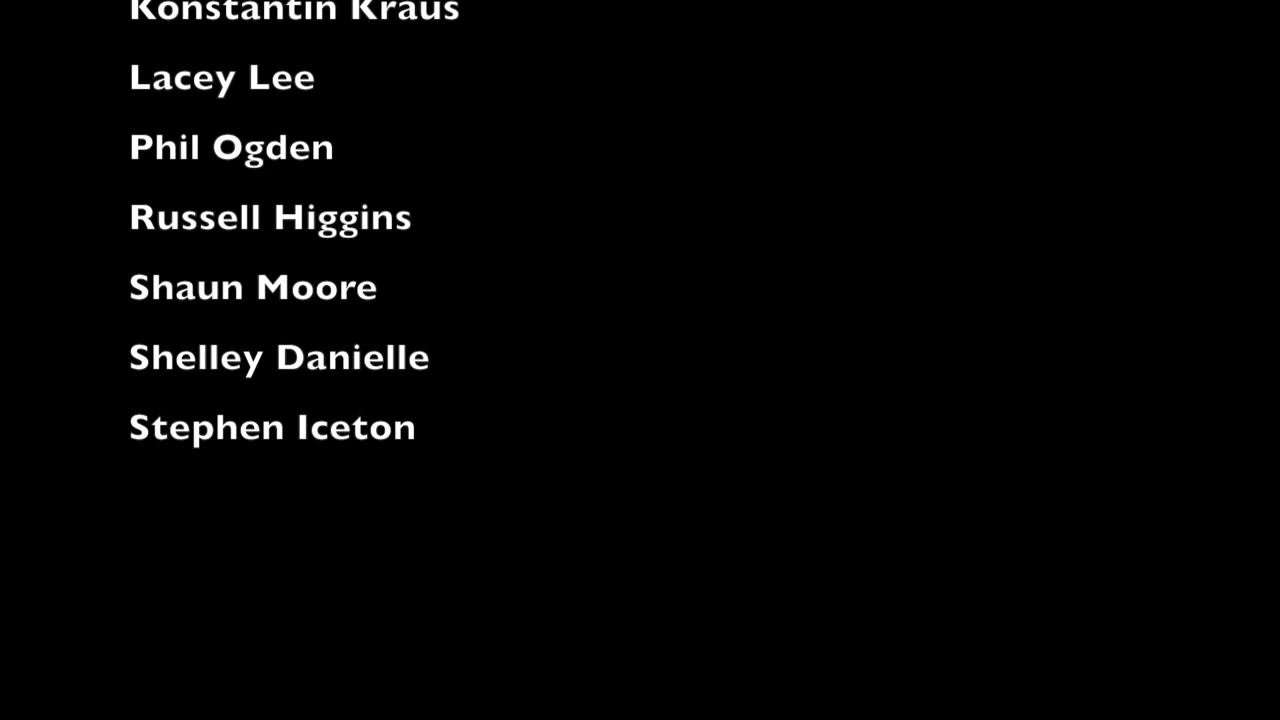 Konstantin Kraus
Lacey Lee
Phil Ogden
Russell Higgins
Shaun Moore
Shelley Danielle
Stephen Iceton